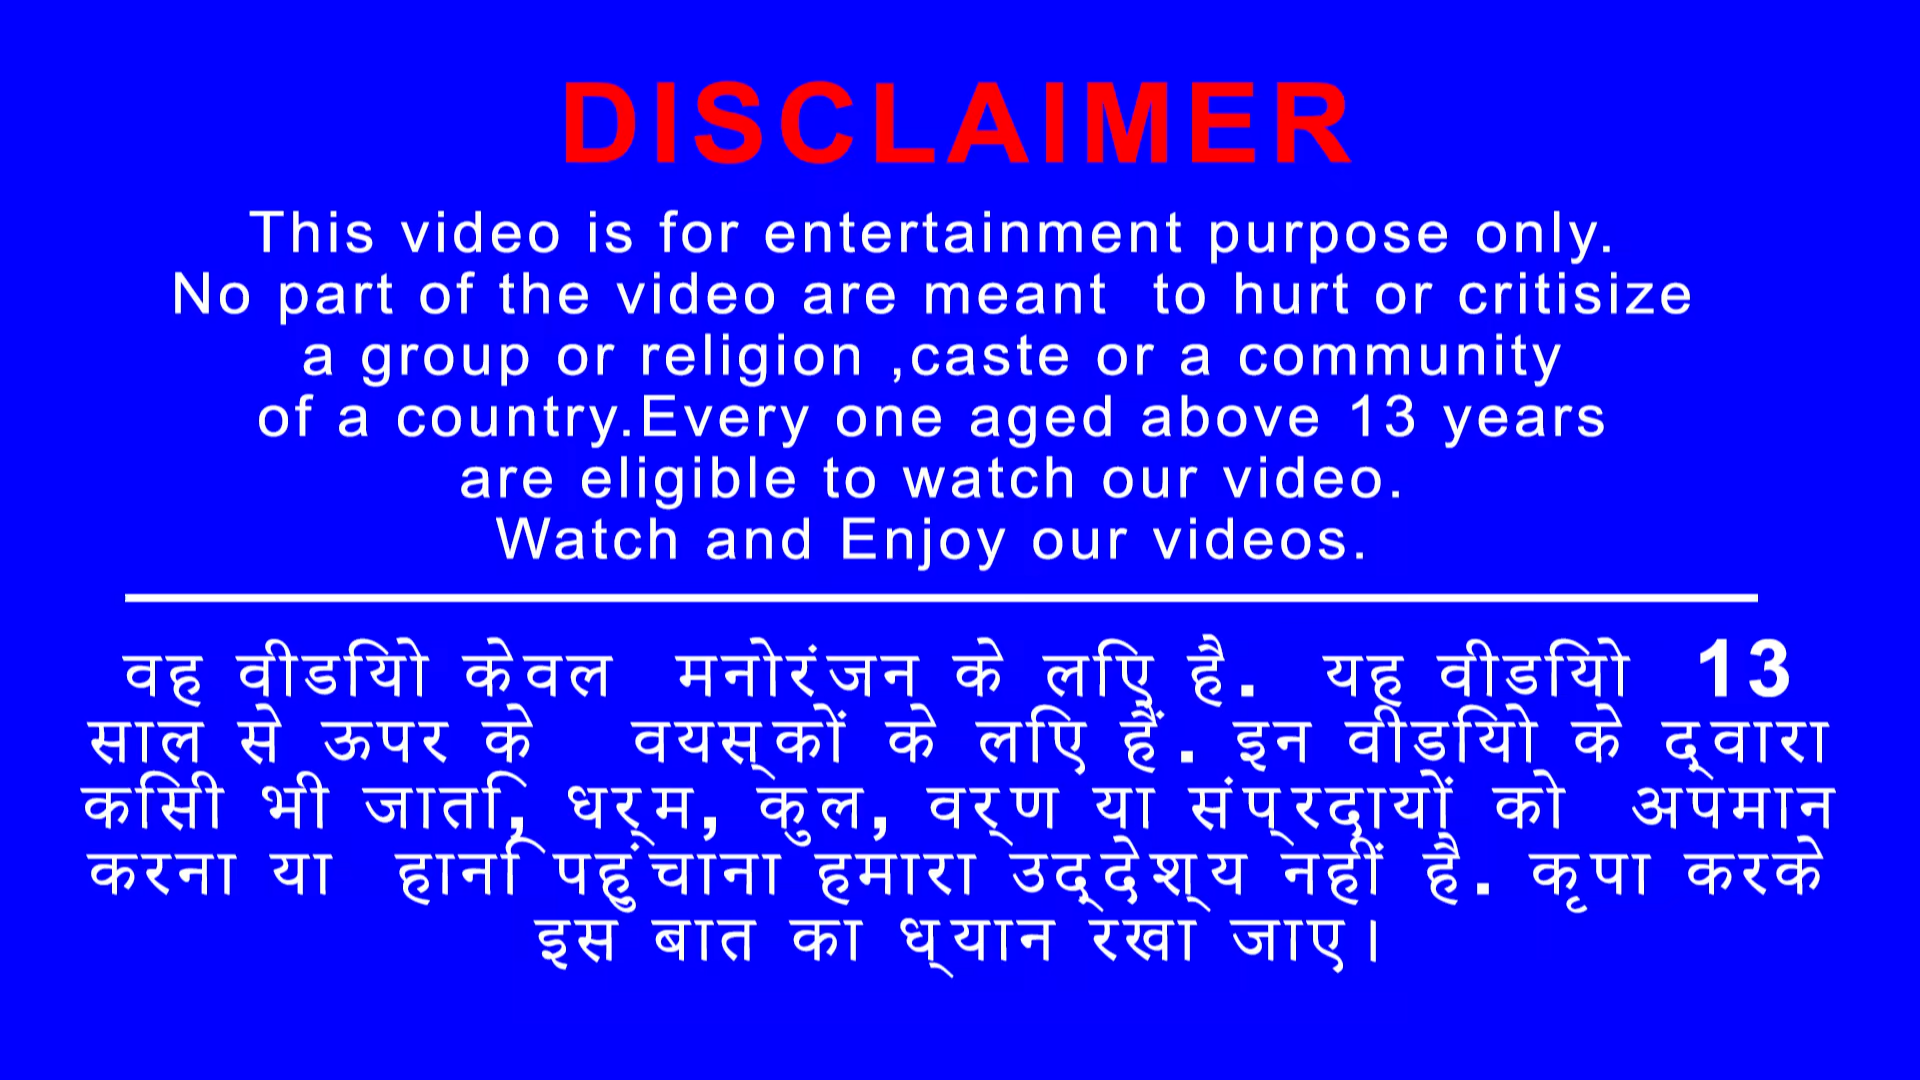 DISCLAIMER
This video is for entertainment purpose only.
No part of the video are meant  to hurt or critisize
a group or religion ,caste or a community
of a country.Every one aged above 13 years
are eligible to watch our video.
Watch and Enjoy our videos.
वह वीडियो केवल  मनोरंजन के लिए है. यह वीडियो  13
साल से ऊपर के   वयस्कों के लिए हैं. इन वीडियो के द्वारा
किसी भी जाति, धर्म, कुल, वर्ण या संप्रदायों को  अपमान
करना या  हानि पहुंचाना हमारा उद्देश्य नहीं है. कृपा करके
इस बात का ध्यान रखा जाए।